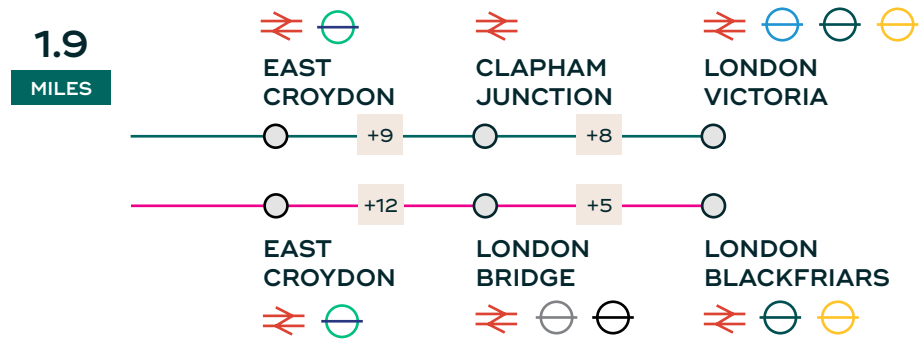 1.9
MILES
EAST
CROYDON
CLAPHAM
JUNCTION
LONDON
VICTORIA
+9
+8
+12
+5
EAST
CROYDON
LONDON
BRIDGE
LONDON
BLACKFRIARS